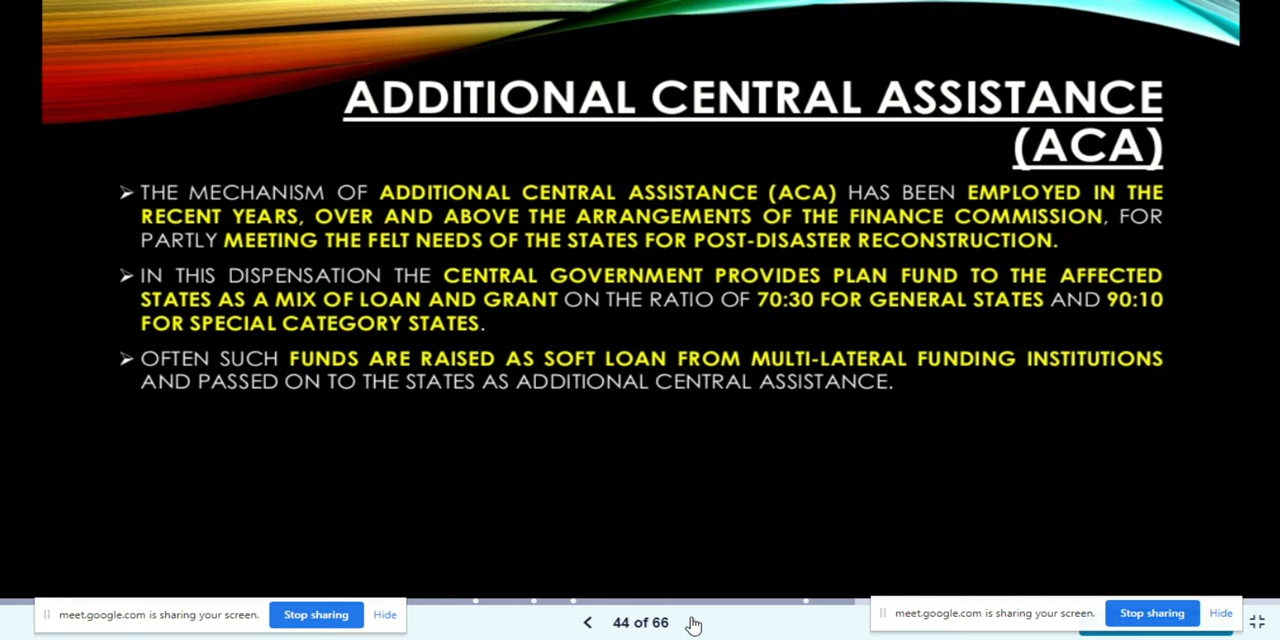 ADDITIONAL CENTRAL ASSISTANCE
(ACA)
➢ THE MECHANISM OF ADDITIONAL CENTRAL ASSISTANCE (ACA) HAS BEEN EMPLOYED IN THE
RECENT YEARS, OVER AND ABOVE THE ARRANGEMENTS OF THE FINANCE COMMISSION, FOR
PARTLY MEETING THE FELT NEEDS OF THE STATES FOR POST-DISASTER RECONSTRUCTION.
➢ IN THIS DISPENSATION THE CENTRAL GOVERNMENT PROVIDES PLAN FUND TO THE AFFECTED
STATES AS A MIX OF LOAN AND GRANT ON THE RATIO OF 70:30 FOR GENERAL STATES AND 90:10
FOR SPECIAL CATEGORY STATES.
➢ OFTEN SUCH FUNDS ARE RAISED AS SOFT LOAN FROM MULTI-LATERAL FUNDING INSTITUTIONS
AND PASSED ON TO THE STATES AS ADDITIONAL CENTRAL ASSISTANCE.
meet.google.com is sharing your screen. Stop sharing Hide
44 of 66
meet.google.com is sharing your screen. Stop sharing Hide